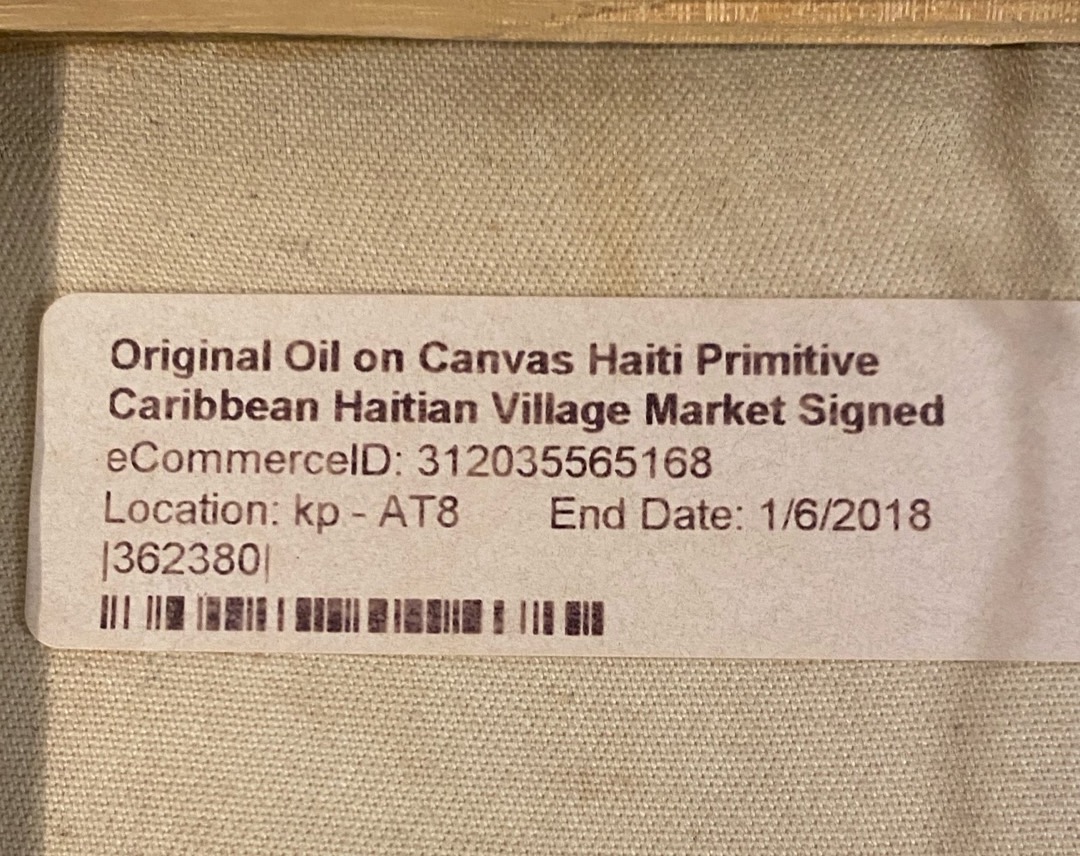 Original Oil on Canvas Haiti Primitive
Caribbean Haitian Village Market Signed
eCommerceID: 312035565168
Location: kp - AT8 End Date: 1/6/2018
|362380|